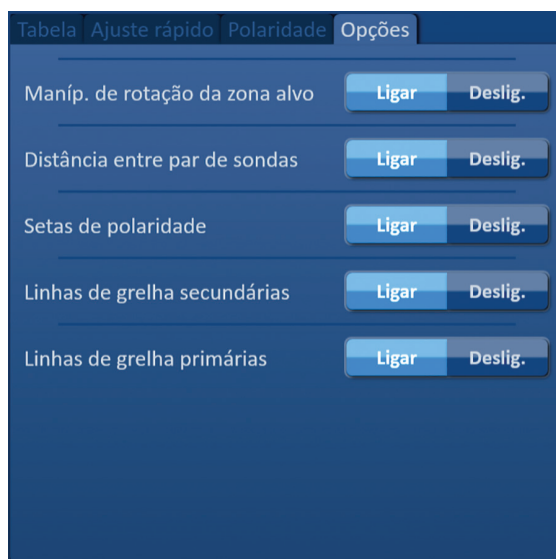 Tabela Ajuste rápido Polaridade Opções
Maníp. de rotação da zona alvo Ligar Deslig.
Distância entre par de sondas Ligar Deslig.
Setas de polaridade Ligar Deslig.
Linhas de grelha secundárias Ligar Deslig.
Linhas de grelha primárias Ligar Deslig.